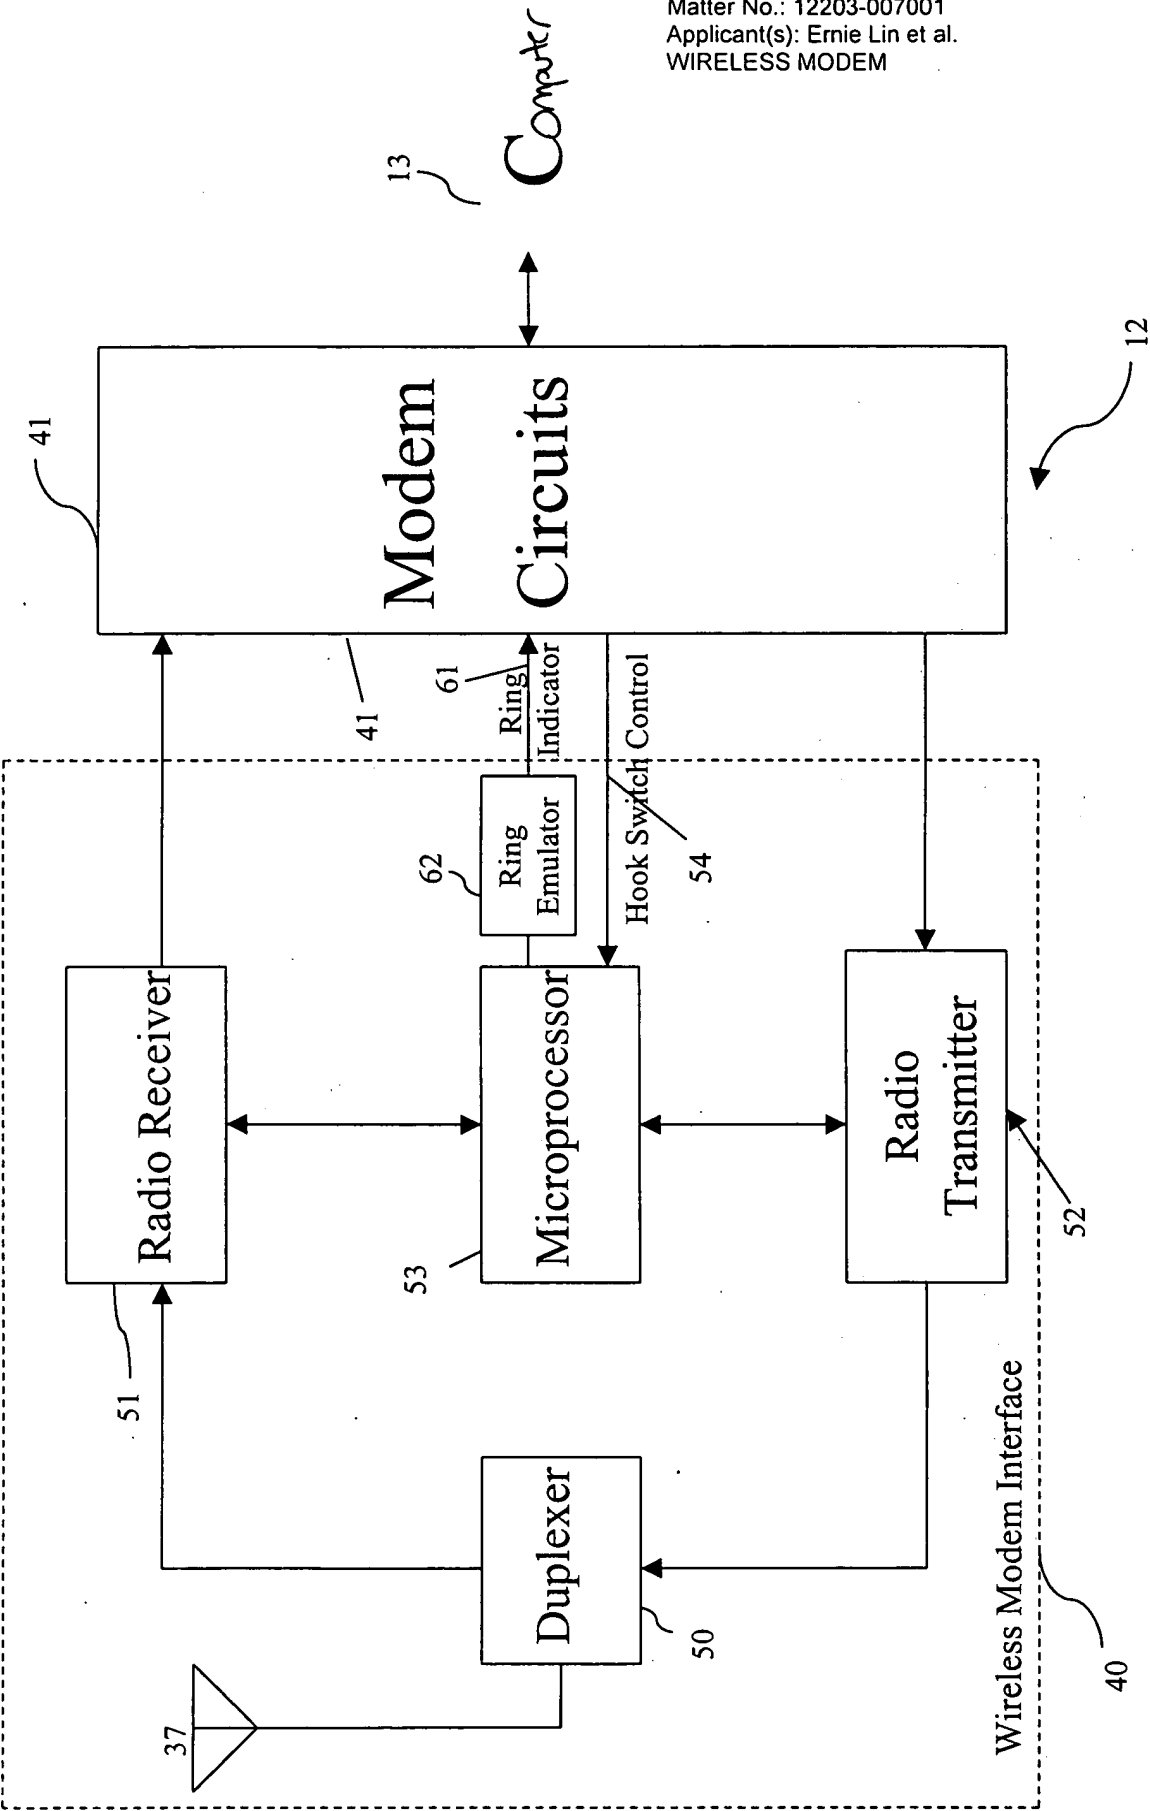 Matter No.: 12203-007001
Applicant(s): Ernie Lin et al.
WIRELESS MODEM
37
51
Radio Receiver
41
Modem
Circuits
41
13
Computer
Duplexer
50
53
Microprocessor
62
Ring
Emulator
61
Ring
Indicator
Hook Switch Control
54
Radio
Transmitter
52
12
Wireless Modem Interface
40